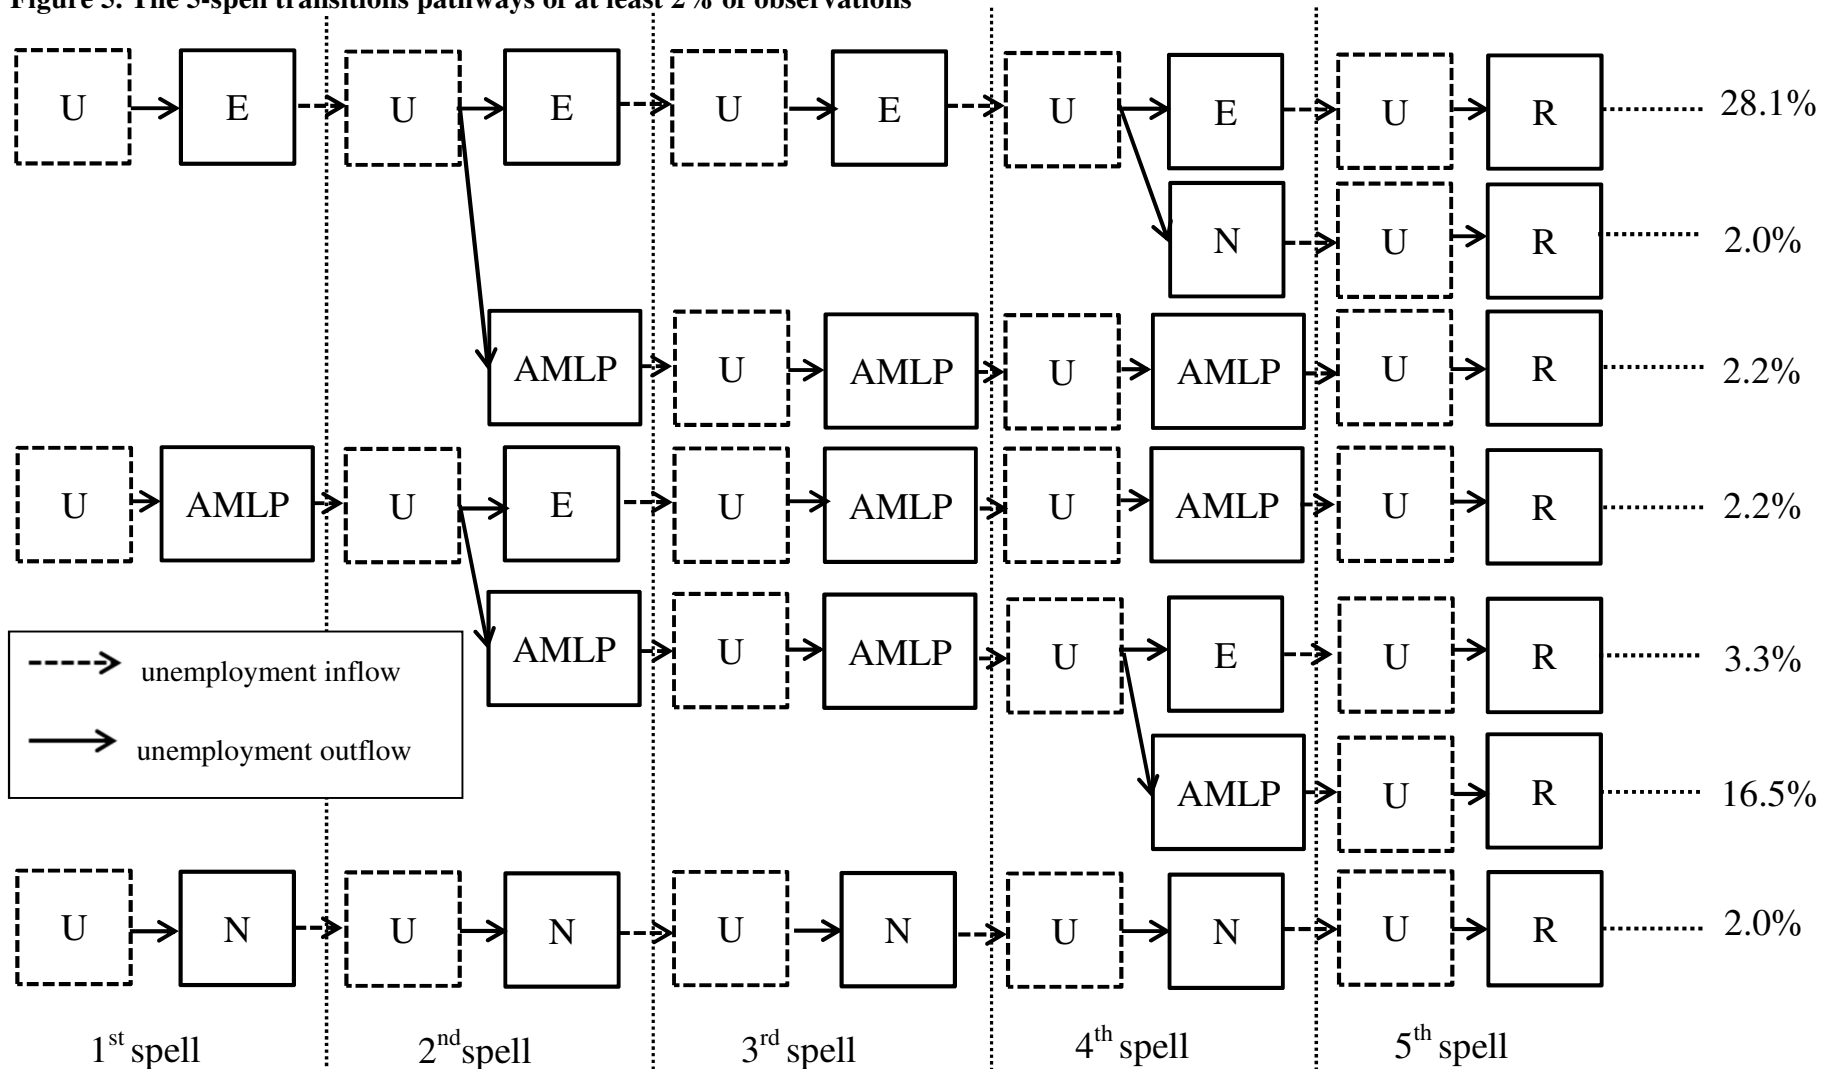 Figure 3. The 5-spell transitions pathways of at least 2% of observations
U E U E U E U E U R 28.1%
N U R 2.0%
AMLP U AMLP U AMLP U R 2.2%
U AMLP U E U AMLP U AMLP U R 2.2%
AMLP U AMLP U E U R 3.3%
unemployment inflow
unemployment outflow
AMLP U R 16.5%
U N U N U N U N U R 2.0%
1st spell 2nd spell 3rd spell 4th spell 5th spell